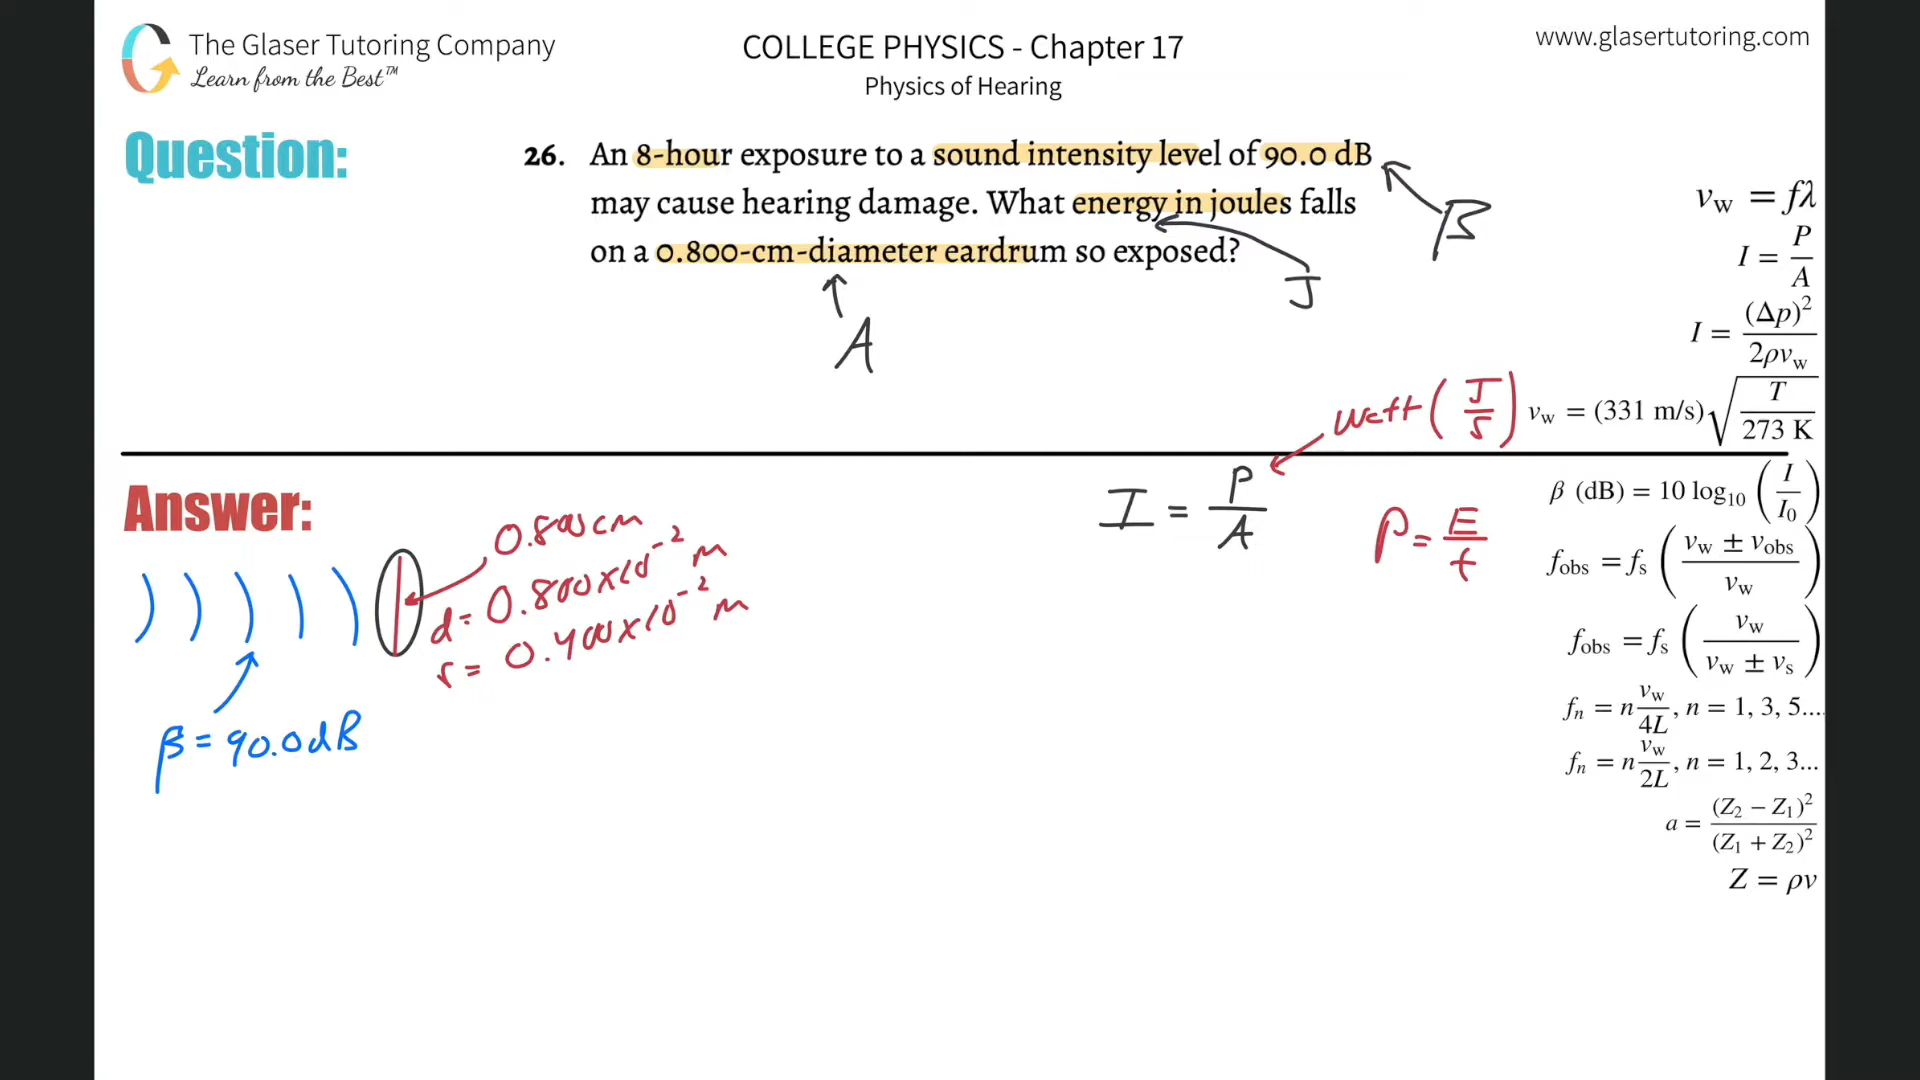 The Glaser Tutoring Company
Learn from the Best™
COLLEGE PHYSICS - Chapter 17
Physics of Hearing
www.glasertutoring.com
Question:
26. An 8-hour exposure to a sound intensity level of 90.0 dB
may cause hearing damage. What energy in joules falls
on a 0.800-cm-diameter eardrum so exposed?
β
J
A
v_w = fλ
I = P/A
I = (Δp)²/2ρv_w
v_w = (331 m/s)√(T/273 K)
Watt (J/s)
Answer:
I = P/A
P = E/t
0.800cm
d = 0.800x10⁻² m
r = 0.400x10⁻² m
β = 90.0dB
β (dB) = 10 log₁₀ (I/I₀)
f_obs = f_s ((v_w ± v_obs)/v_w)
f_obs = f_s (v_w/(v_w ± v_s))
f_n = n v_w/4L, n = 1, 3, 5...
f_n = n v_w/2L, n = 1, 2, 3...
a = (Z₂ − Z₁)²/(Z₁ + Z₂)²
Z = ρv